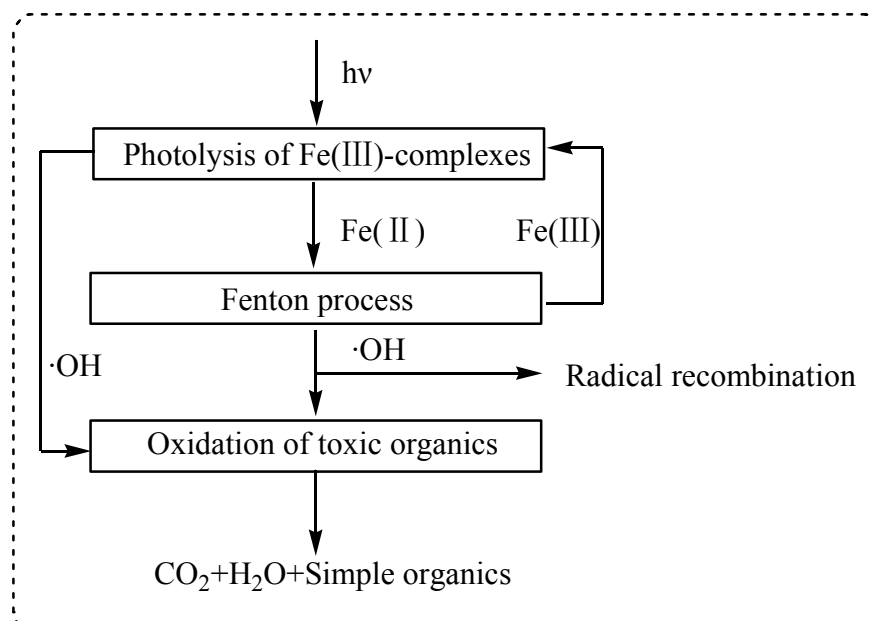 hν
Photolysis of Fe(Ⅲ)-complexes
Fe(Ⅱ)
Fe(Ⅲ)
Fenton process
·OH
·OH
Radical recombination
Oxidation of toxic organics
CO₂+H₂O+Simple organics